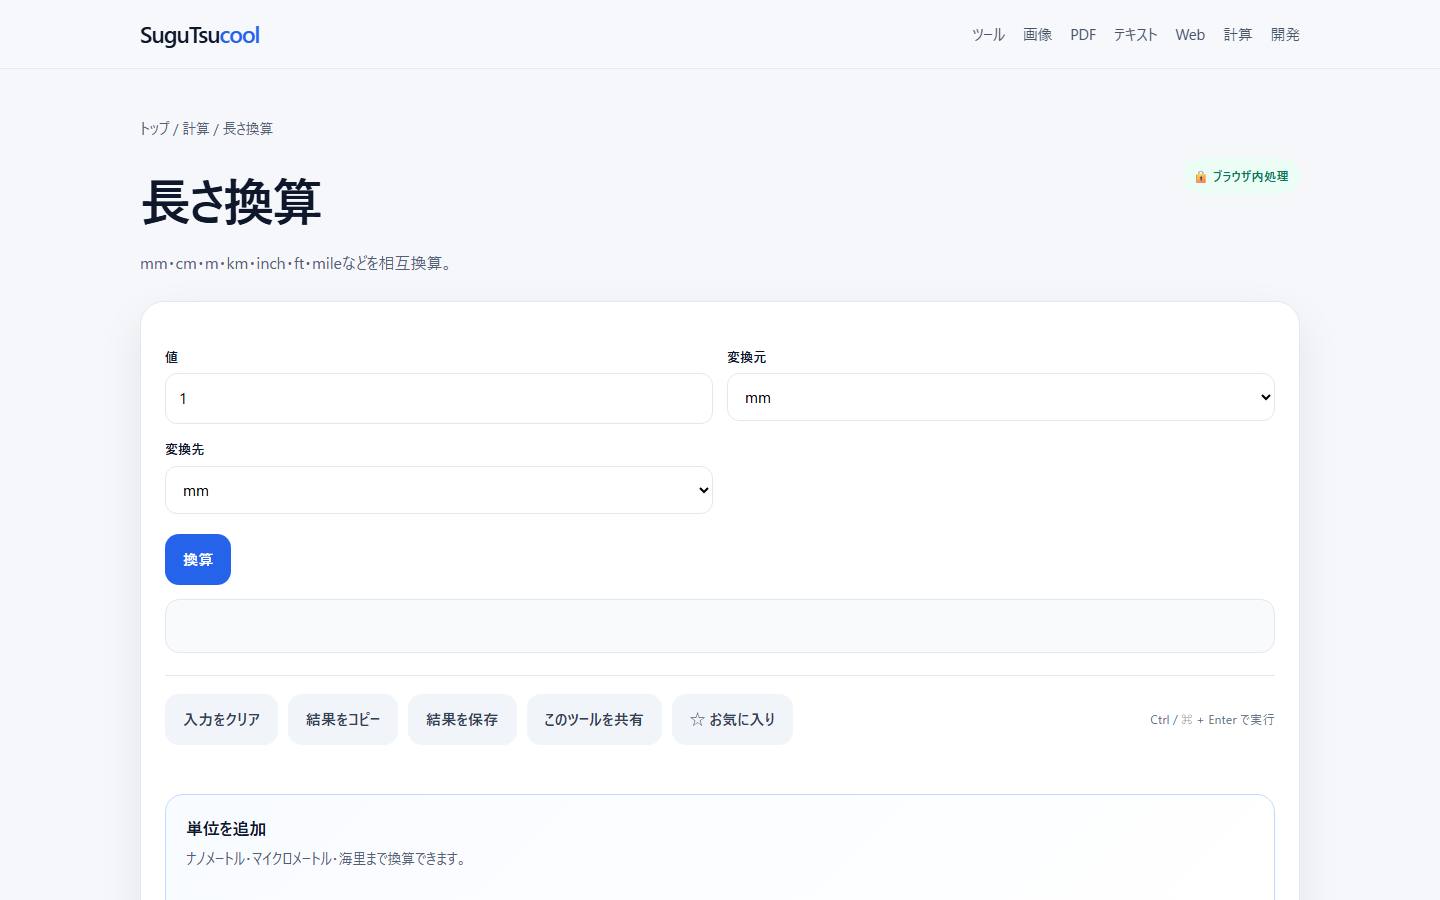 SuguTsucool
ツール 画像 PDF テキスト Web 計算 開発
トップ / 計算 / 長さ換算
長さ換算
🔒 ブラウザ内処理
mm・cm・m・km・inch・ft・mileなどを相互換算。
値
変換元
1
mm
変換先
mm
換算
入力をクリア 結果をコピー 結果を保存 このツールを共有 ☆ お気に入り Ctrl / ⌘ + Enter で実行
単位を追加
ナノメートル・マイクロメートル・海里まで換算できます。